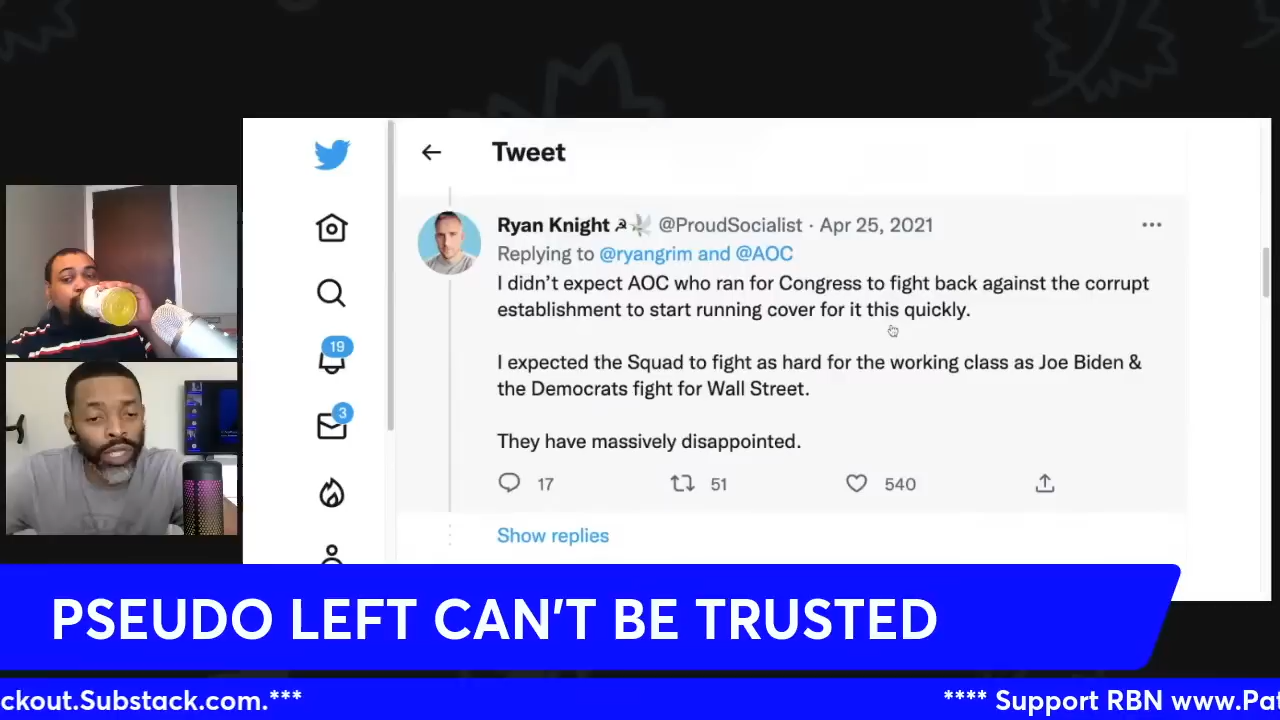 Tweet
Ryan Knight @ProudSocialist · Apr 25, 2021
Replying to @ryangrim and @AOC
I didn't expect AOC who ran for Congress to fight back against the corrupt
establishment to start running cover for it this quickly.
I expected the Squad to fight as hard for the working class as Joe Biden &
the Democrats fight for Wall Street.
They have massively disappointed.
17 51 540
Show replies
19
3
PSEUDO LEFT CAN'T BE TRUSTED
ckout.Substack.com.*** **** Support RBN www.Pat